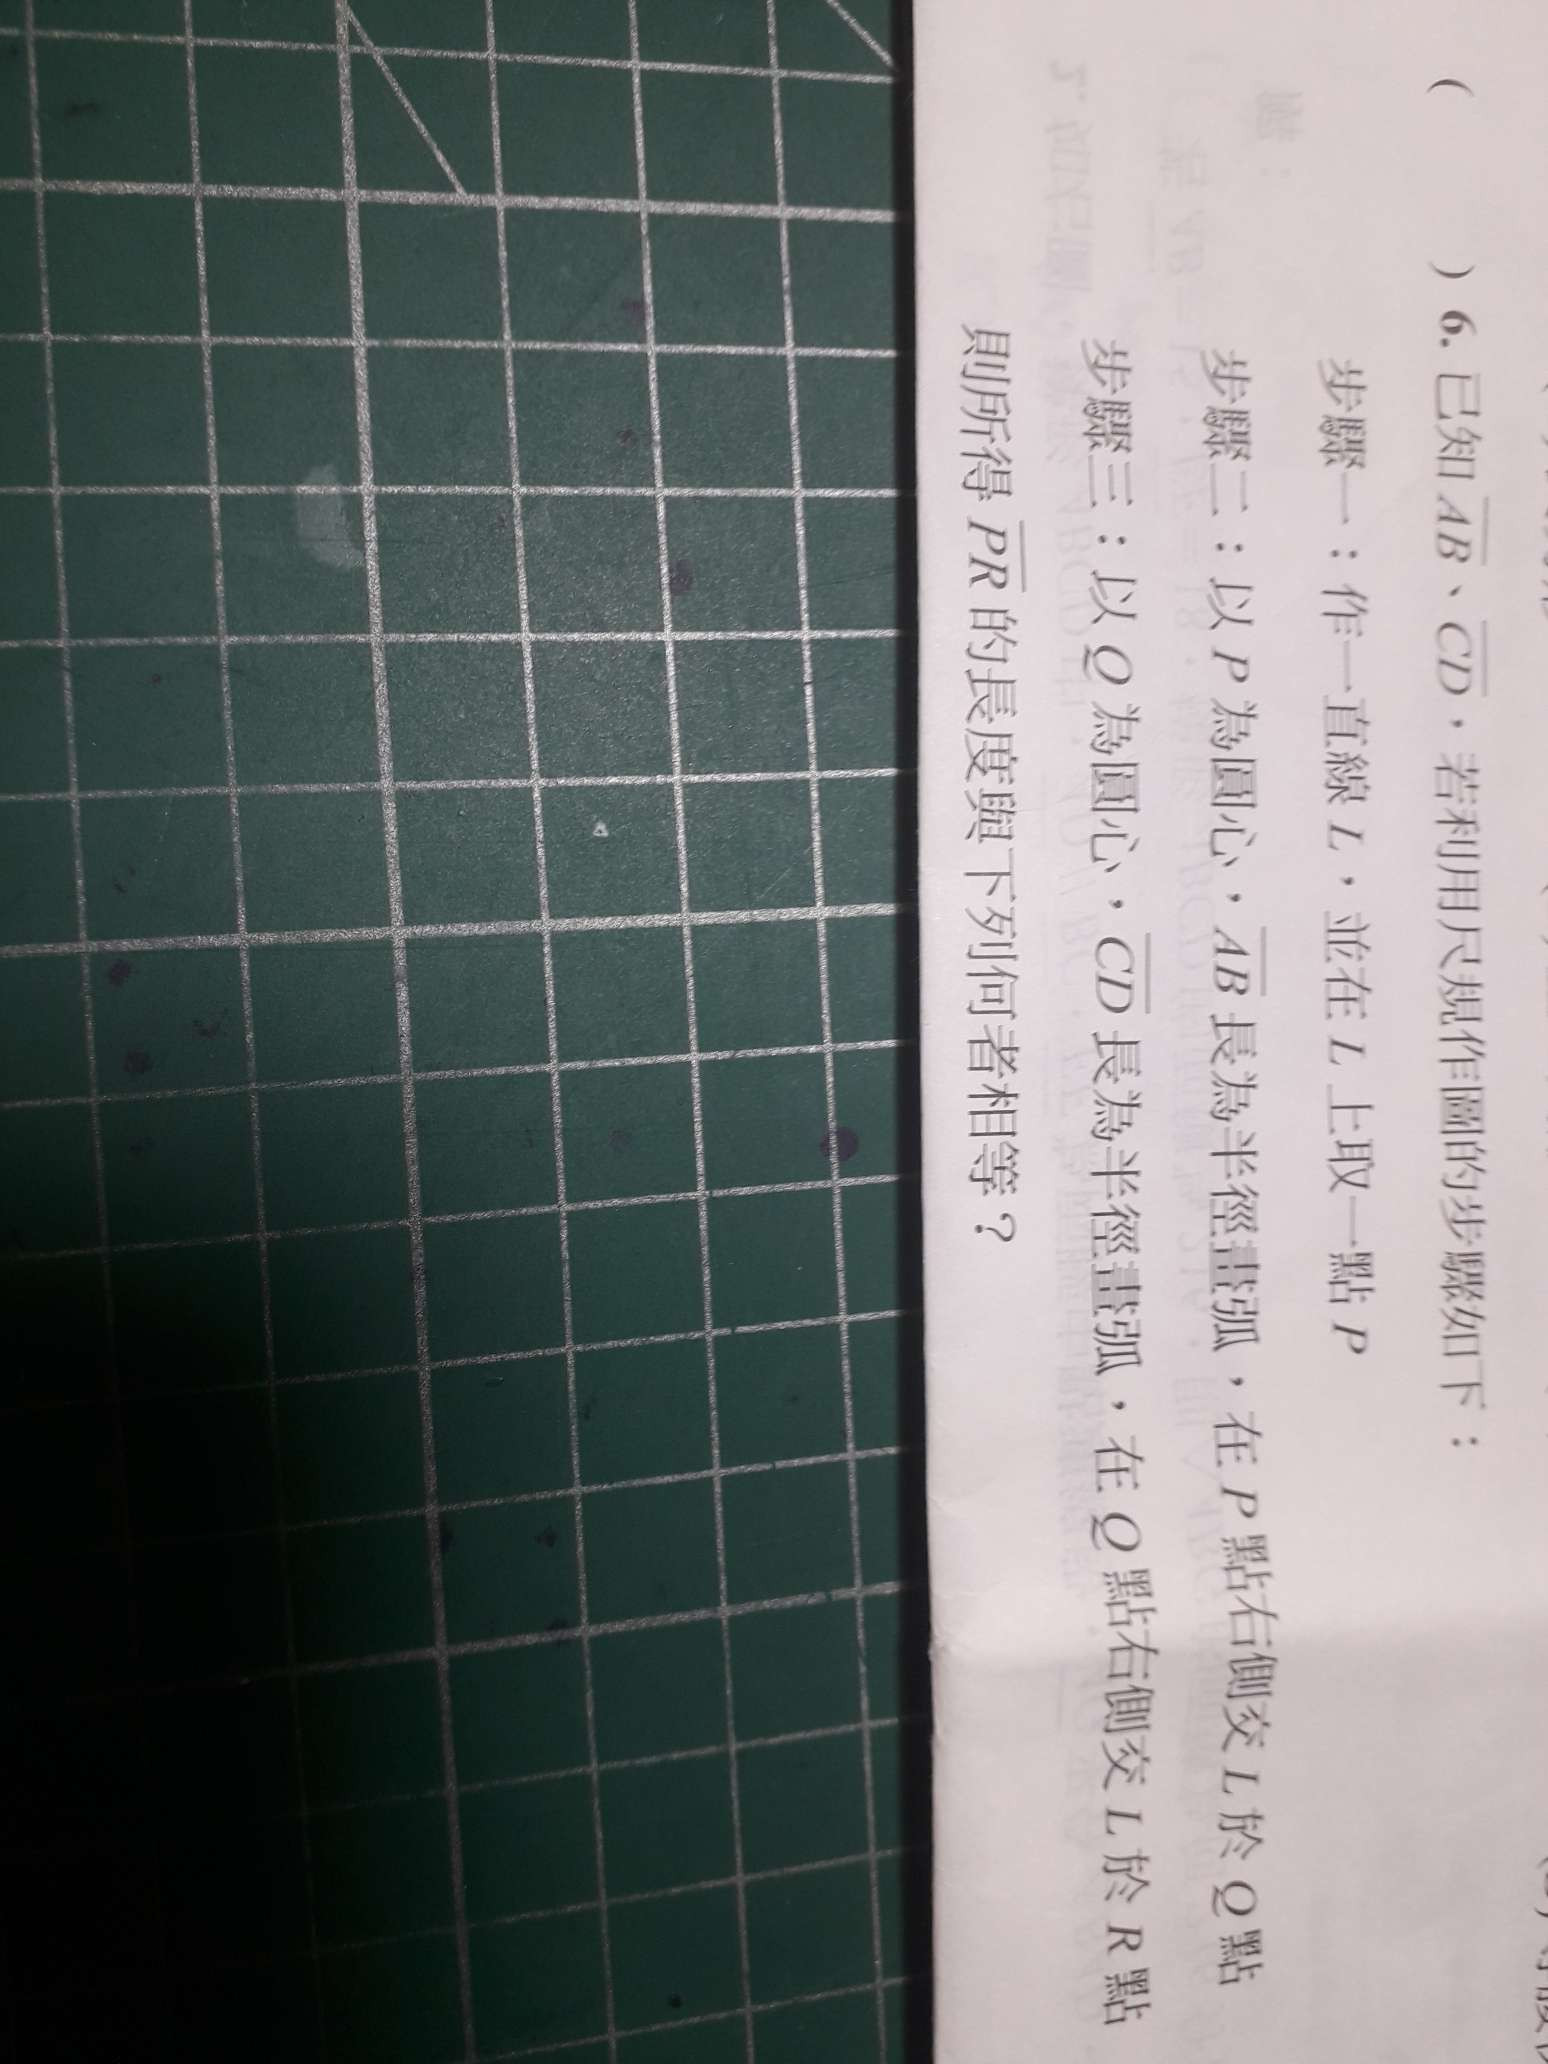 ( ) 6. 已知 AB、CD，若利用尺規作圖的步驟如下：
步驟一：作一直線 L，並在 L 上取一點 P
步驟二：以 P 為圓心，AB 長為半徑畫弧，在 P 點右側交 L 於 Q 點
步驟三：以 Q 為圓心，CD 長為半徑畫弧，在 Q 點右側交 L 於 R 點
則所得 PR 的長度與下列何者相等？